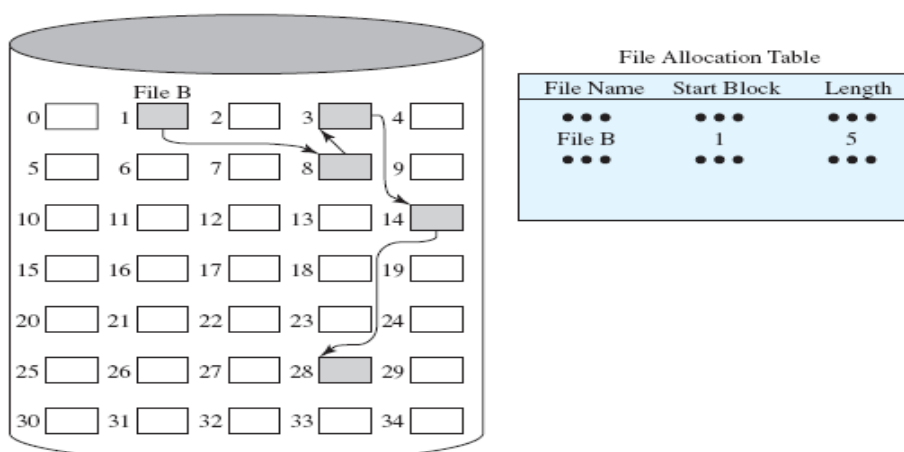 File B
0 1 2 3 4
5 6 7 8 9
10 11 12 13 14
15 16 17 18 19
20 21 22 23 24
25 26 27 28 29
30 31 32 33 34
File Allocation Table
File Name Start Block Length
••• ••• •••
File B 1 5
••• ••• •••